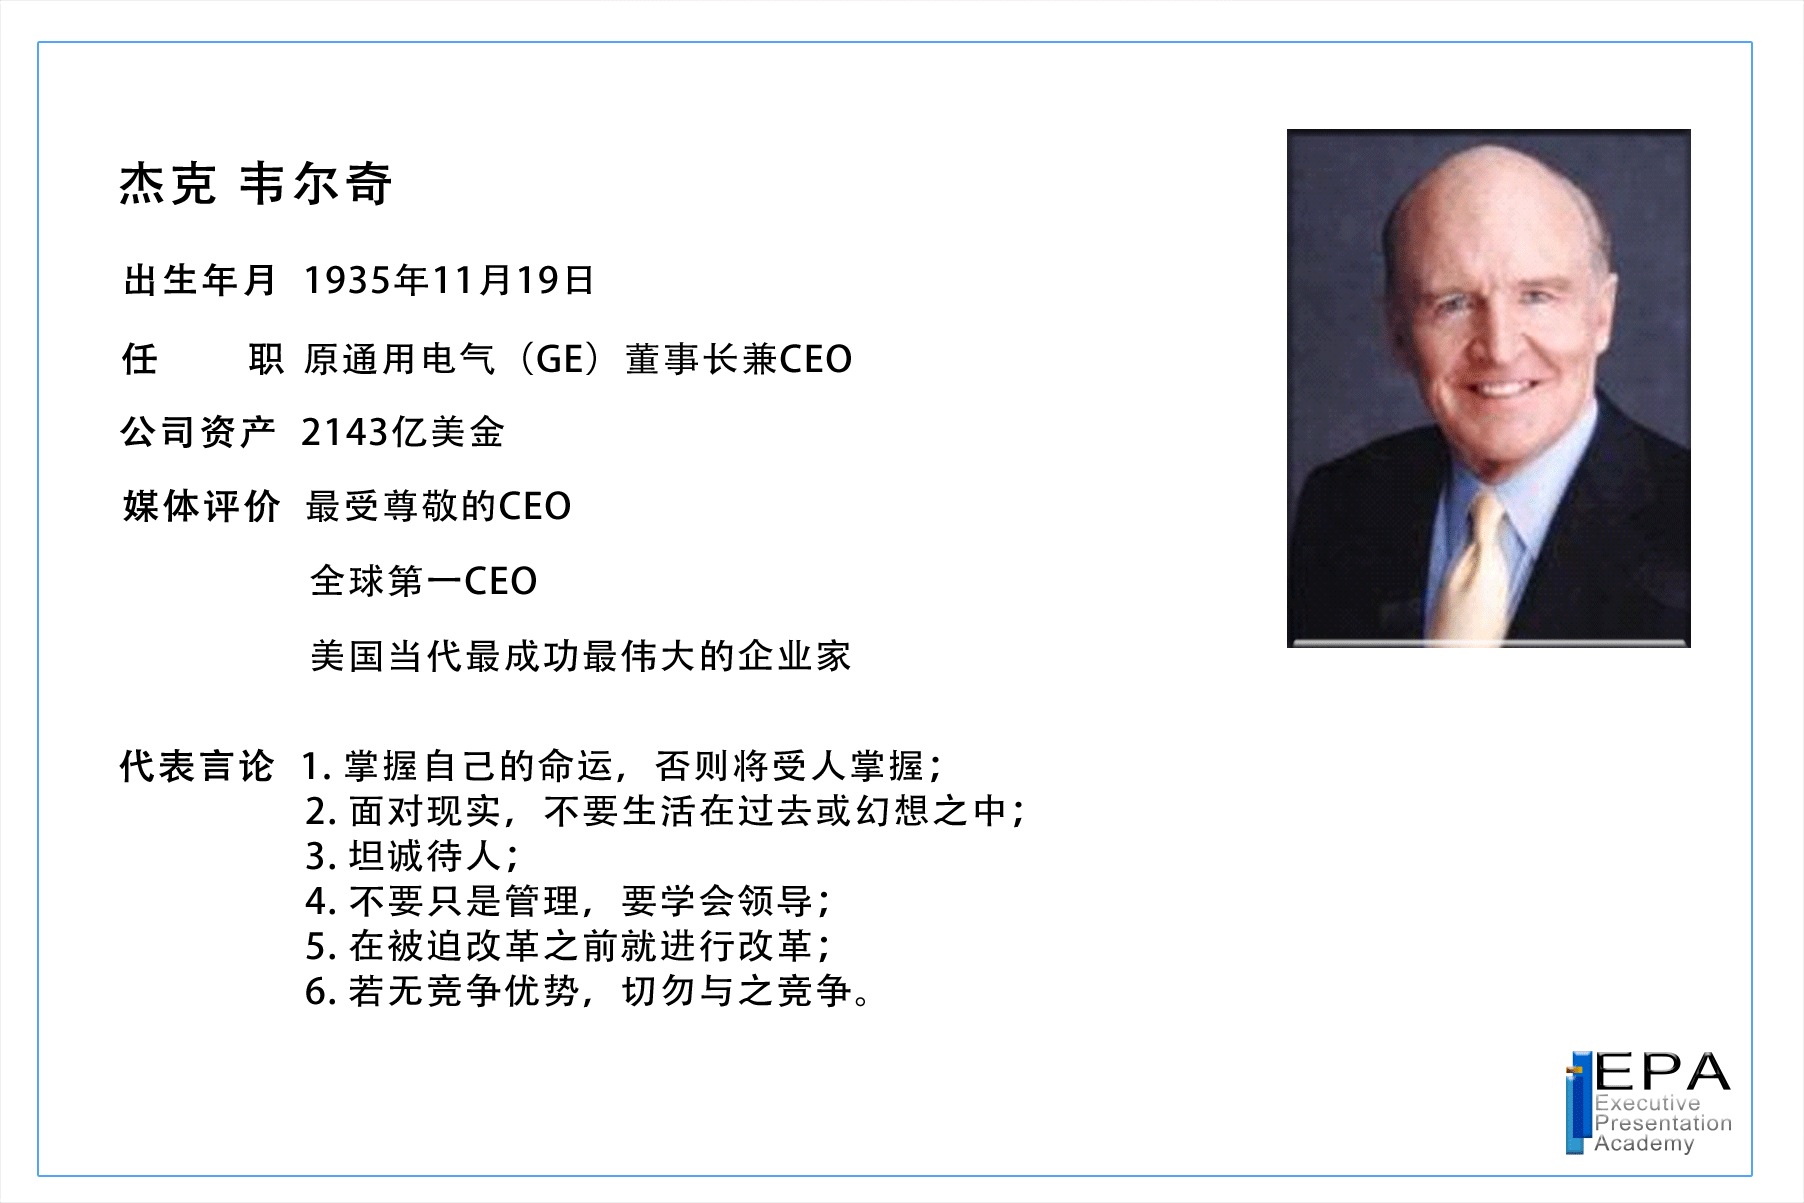 杰克 韦尔奇
出生年月 1935年11月19日
任 职 原通用电气（GE）董事长兼CEO
公司资产 2143亿美金
媒体评价 最受尊敬的CEO
全球第一CEO
美国当代最成功最伟大的企业家
代表言论 1. 掌握自己的命运，否则将受人掌握；
2. 面对现实，不要生活在过去或幻想之中；
3. 坦诚待人；
4. 不要只是管理，要学会领导；
5. 在被迫改革之前就进行改革；
6. 若无竞争优势，切勿与之竞争。
EPA
Executive
Presentation
Academy